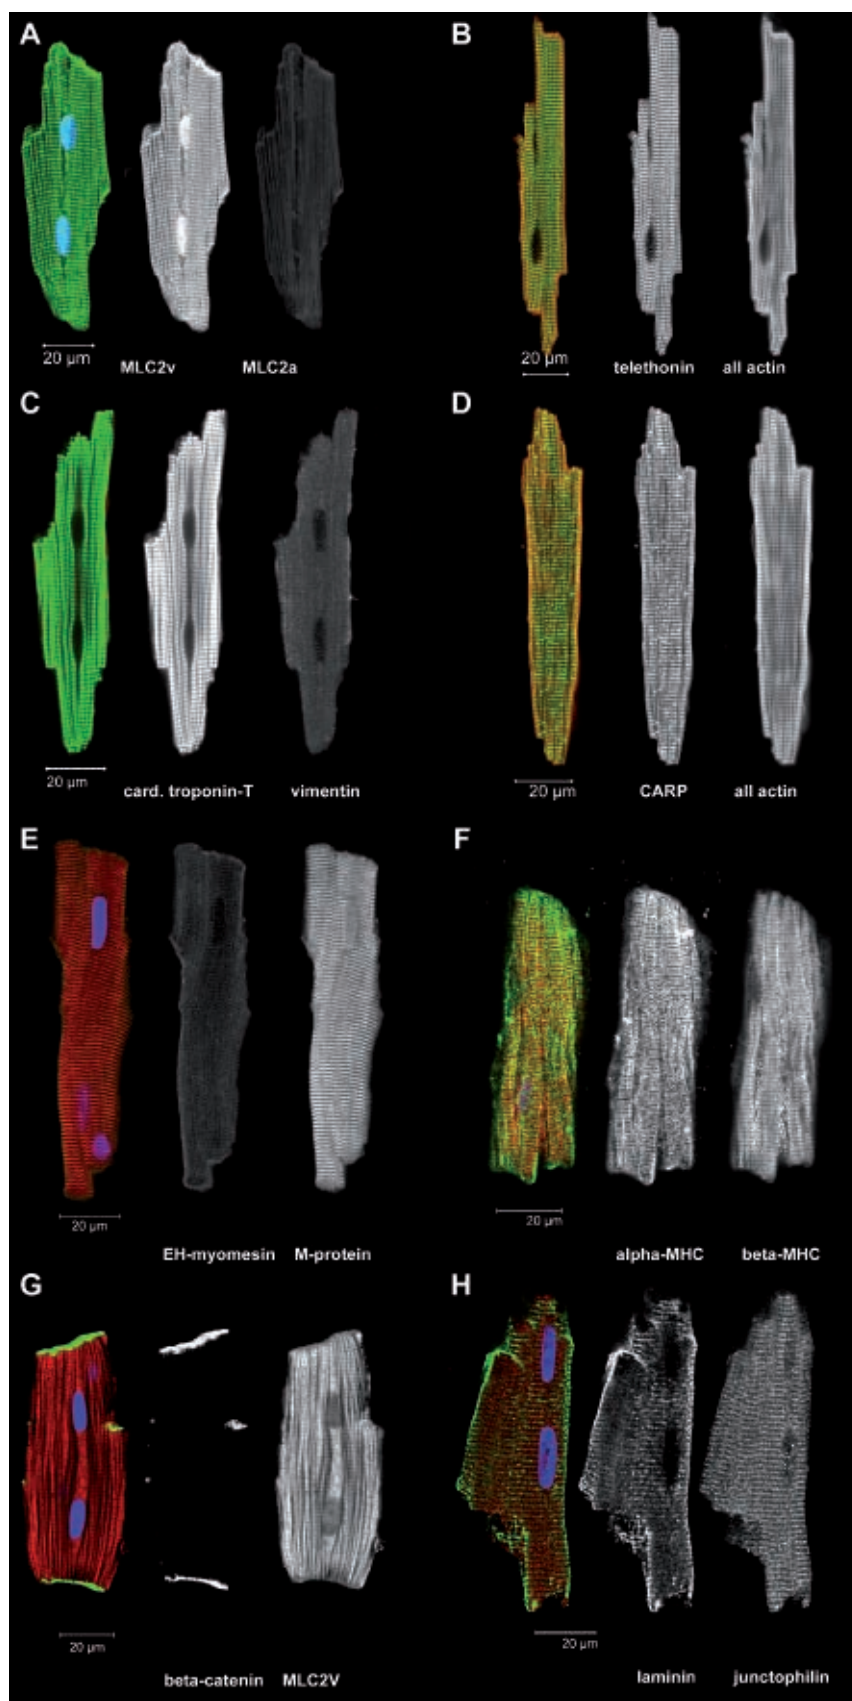 A
B
20 µm
MLC2v MLC2a
20 µm
telethonin all actin
C
D
20 µm
card. troponin-T vimentin
20 µm
CARP all actin
E
F
20 µm
EH-myomesin M-protein
20 µm
alpha-MHC beta-MHC
G
H
20 µm
beta-catenin MLC2V
20 µm
laminin junctophilin